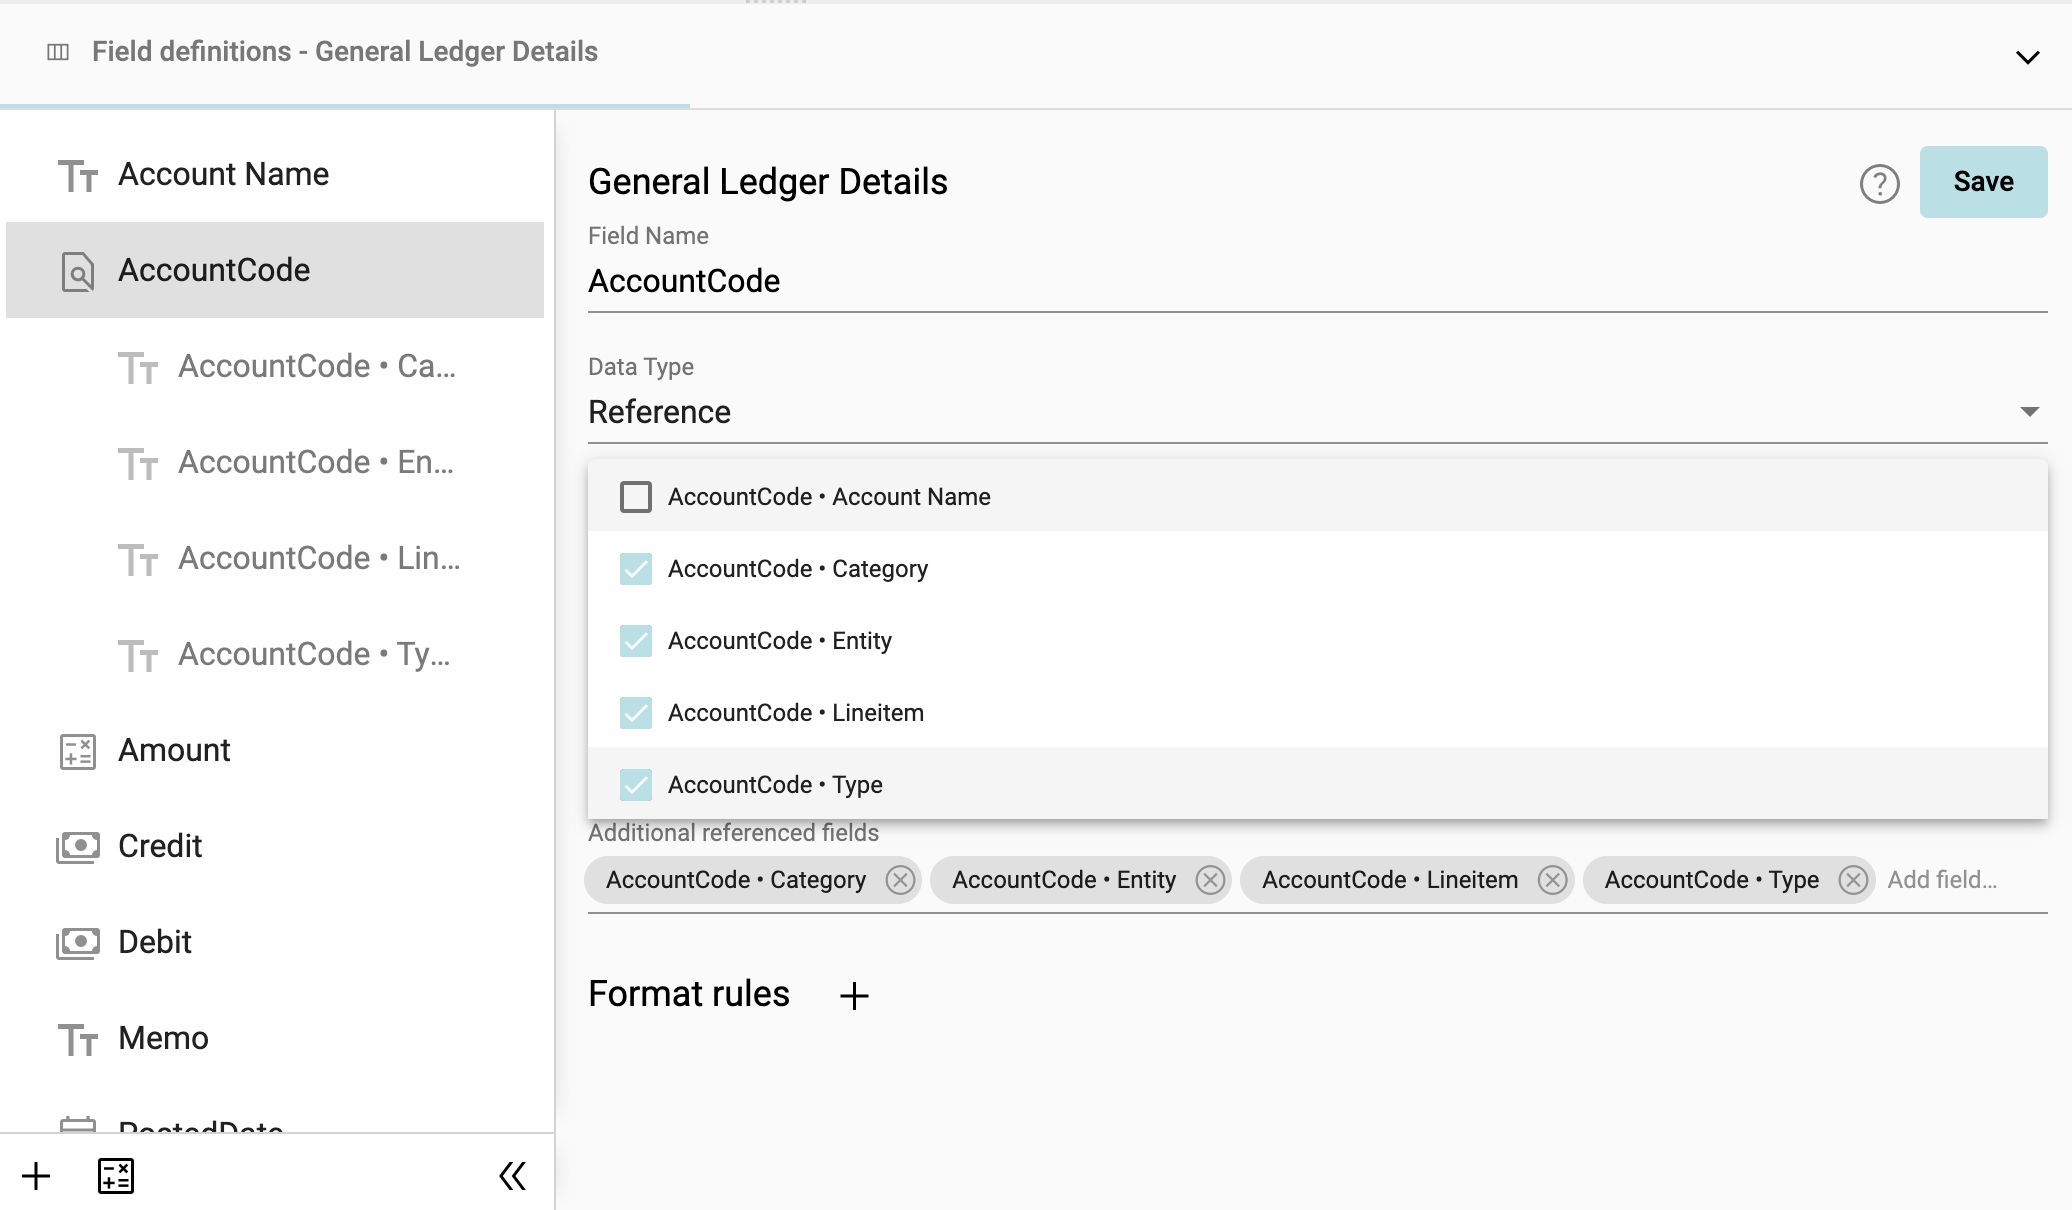 Field definitions - General Ledger Details
Account Name
AccountCode
AccountCode • Ca...
AccountCode • En...
AccountCode • Lin...
AccountCode • Ty...
Amount
Credit
Debit
Memo
PostedDate
General Ledger Details
Save
Field Name
AccountCode
Data Type
Reference
AccountCode • Account Name
AccountCode • Category
AccountCode • Entity
AccountCode • Lineitem
AccountCode • Type
Additional referenced fields
AccountCode • Category AccountCode • Entity AccountCode • Lineitem AccountCode • Type Add field...
Format rules